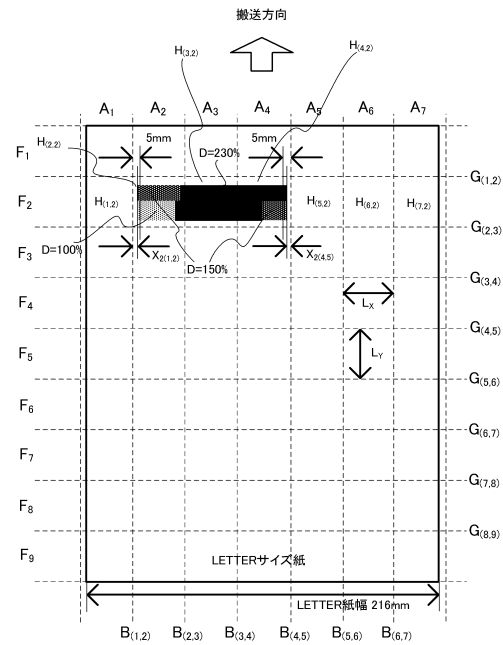 搬送方向
H(3,2)
H(4,2)
A1 A2 A3 A4 A5 A6 A7
H(2,2)
5mm
5mm
D=230%
F1
G(1,2)
F2
H(1,2)
H(5,2)
H(6,2)
H(7,2)
G(2,3)
D=100%
X2(1,2)
D=150%
X2(4,5)
F3
G(3,4)
F4
LX
G(4,5)
F5
LY
G(5,6)
F6
G(6,7)
F7
G(7,8)
F8
G(8,9)
F9
LETTERサイズ紙
LETTER紙幅 216mm
B(1,2) B(2,3) B(3,4) B(4,5) B(5,6) B(6,7)